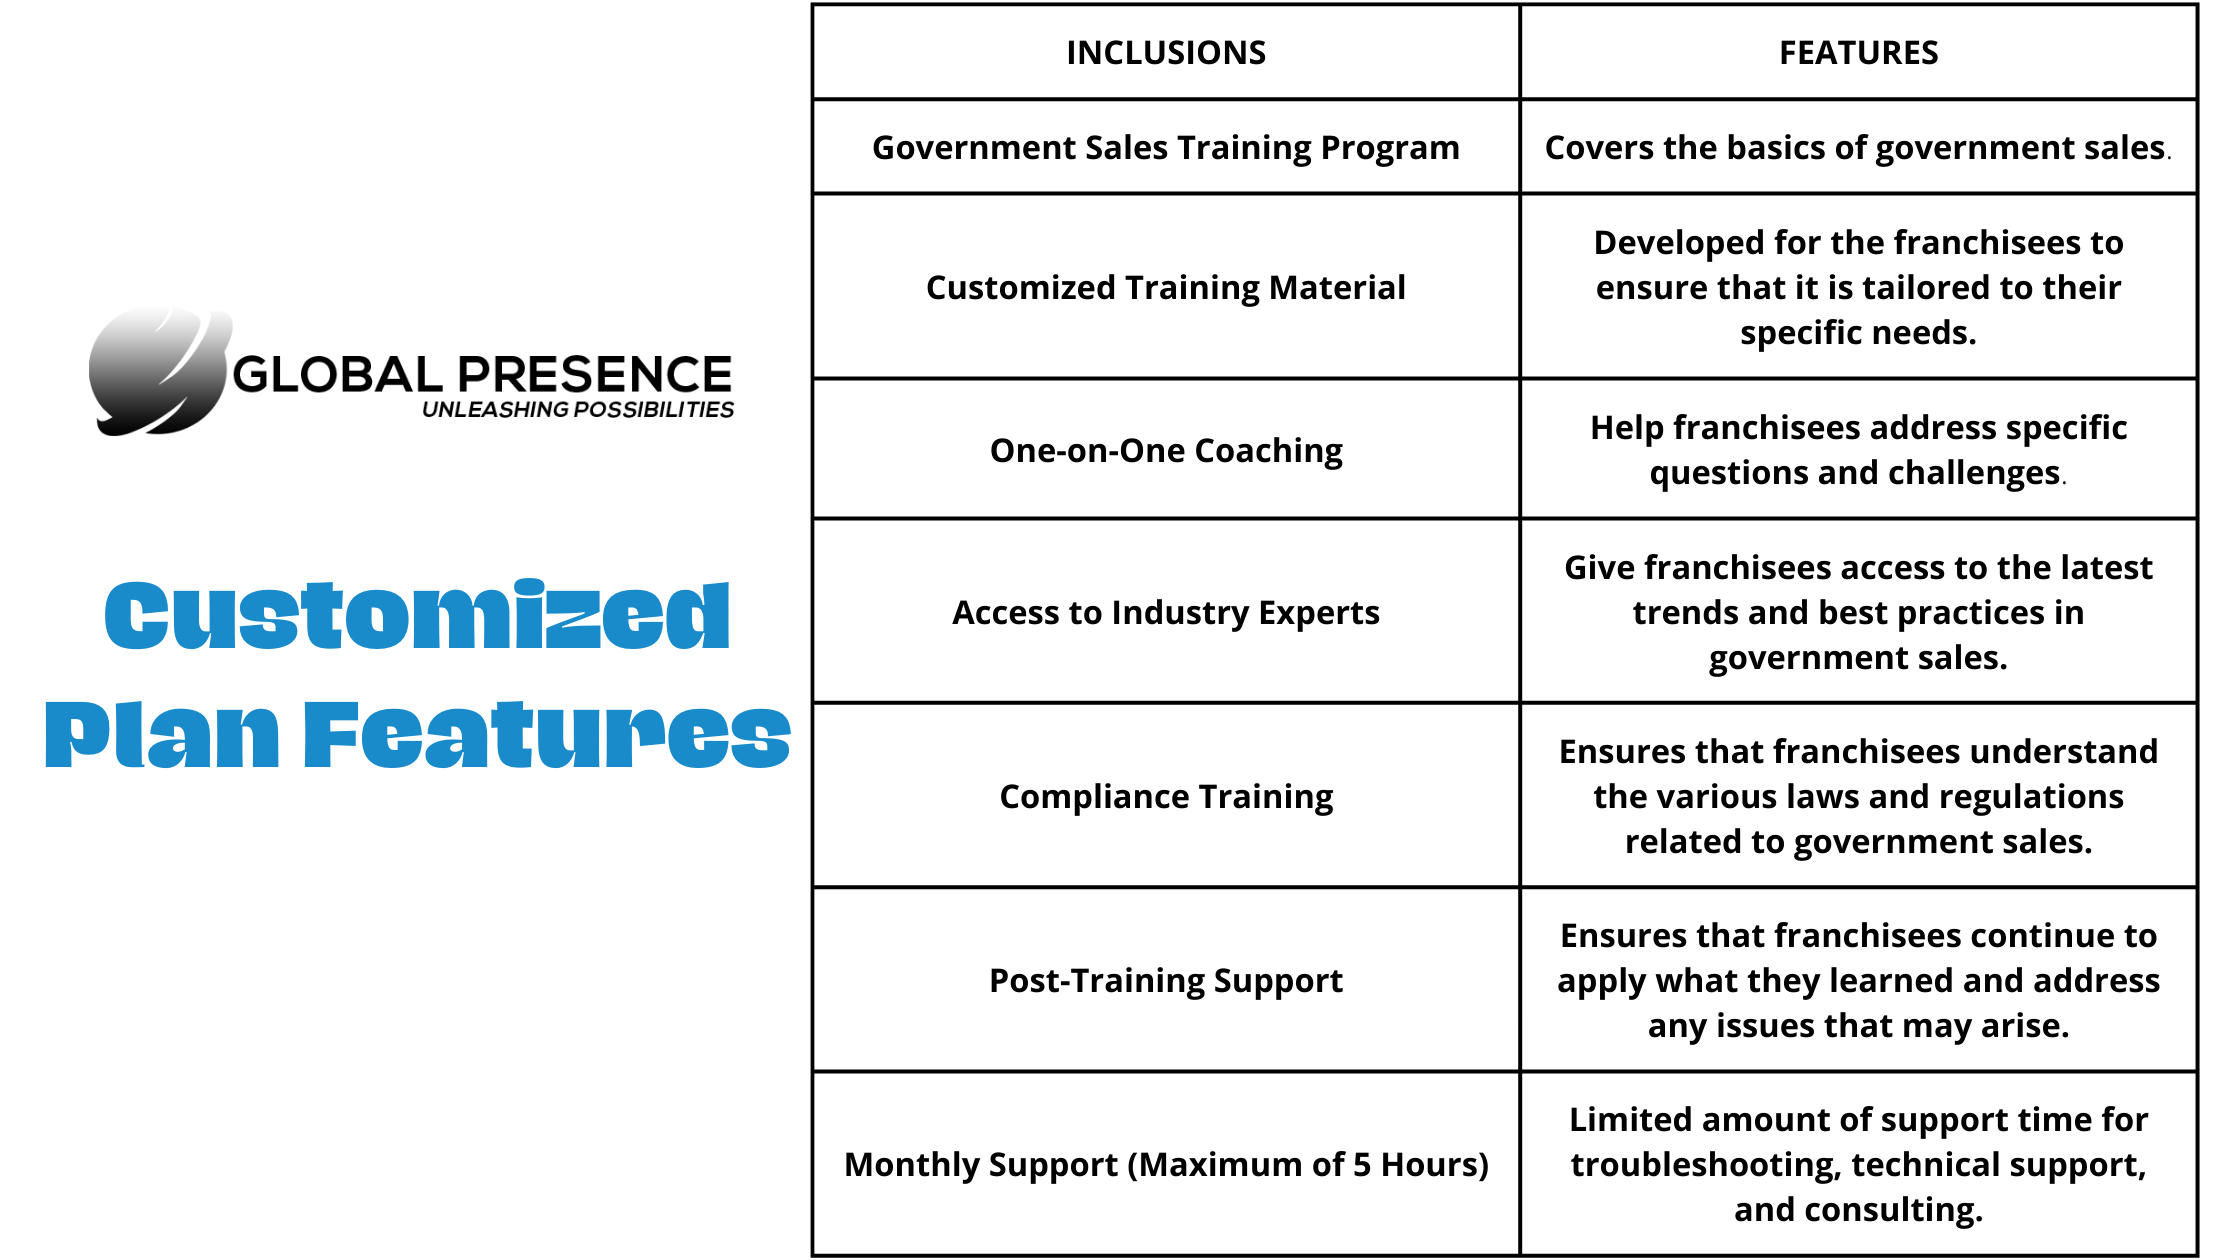 GLOBAL PRESENCE
UNLEASHING POSSIBILITIES
Customized
Plan Features
INCLUSIONS
FEATURES
Government Sales Training Program
Covers the basics of government sales.
Customized Training Material
Developed for the franchisees to
ensure that it is tailored to their
specific needs.
One-on-One Coaching
Help franchisees address specific
questions and challenges.
Access to Industry Experts
Give franchisees access to the latest
trends and best practices in
government sales.
Compliance Training
Ensures that franchisees understand
the various laws and regulations
related to government sales.
Post-Training Support
Ensures that franchisees continue to
apply what they learned and address
any issues that may arise.
Monthly Support (Maximum of 5 Hours)
Limited amount of support time for
troubleshooting, technical support,
and consulting.